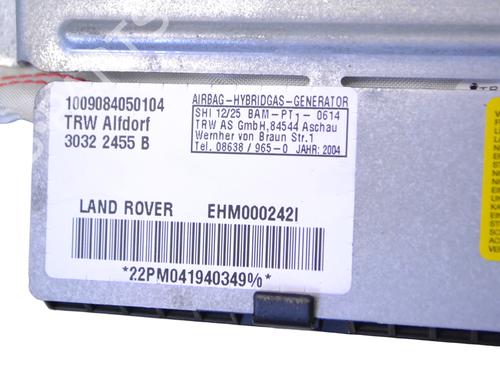 1009084050104
TRW Alfdorf
3032 2455 B
AIRBAG-HYBRIDGAS-GENERATOR
SHI 12/25 BAM-PT1-0614
TRW AS GmbH,84544 Aschau
Wernher von Braun Str.1
Tel. 08638/965-0 JAHR: 2004
LAND ROVER EHM000242I
*22PM041940349%*